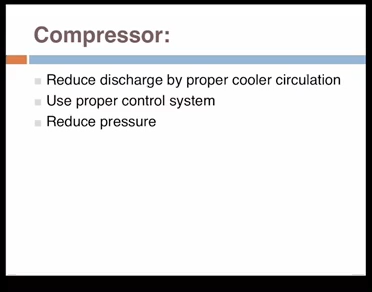 Compressor:
Reduce discharge by proper cooler circulation
Use proper control system
Reduce pressure